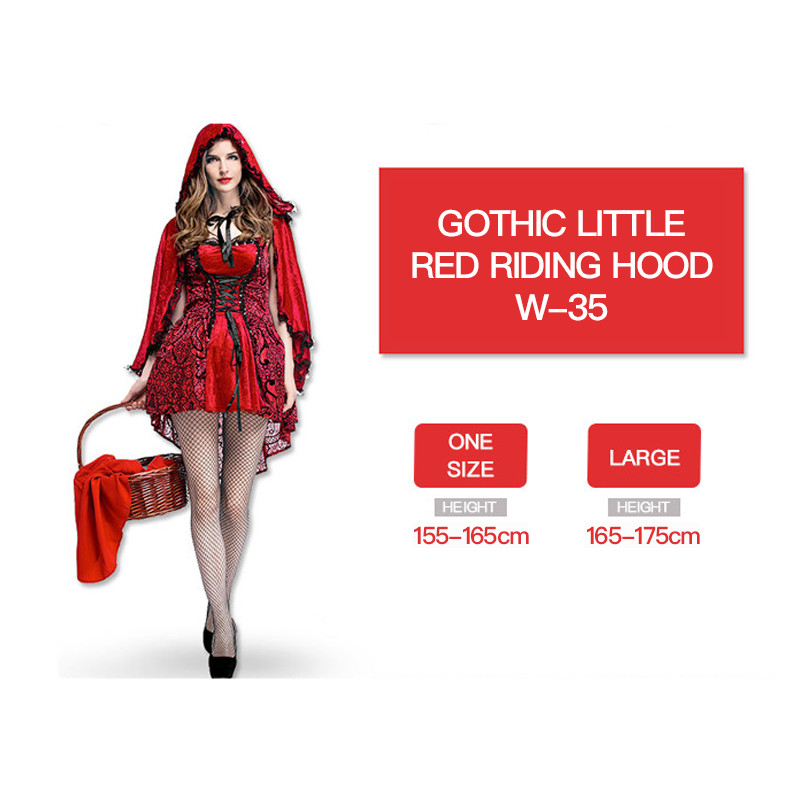 GOTHIC LITTLE
RED RIDING HOOD
W-35
ONE
SIZE
HEIGHT
155-165cm
LARGE
HEIGHT
165-175cm